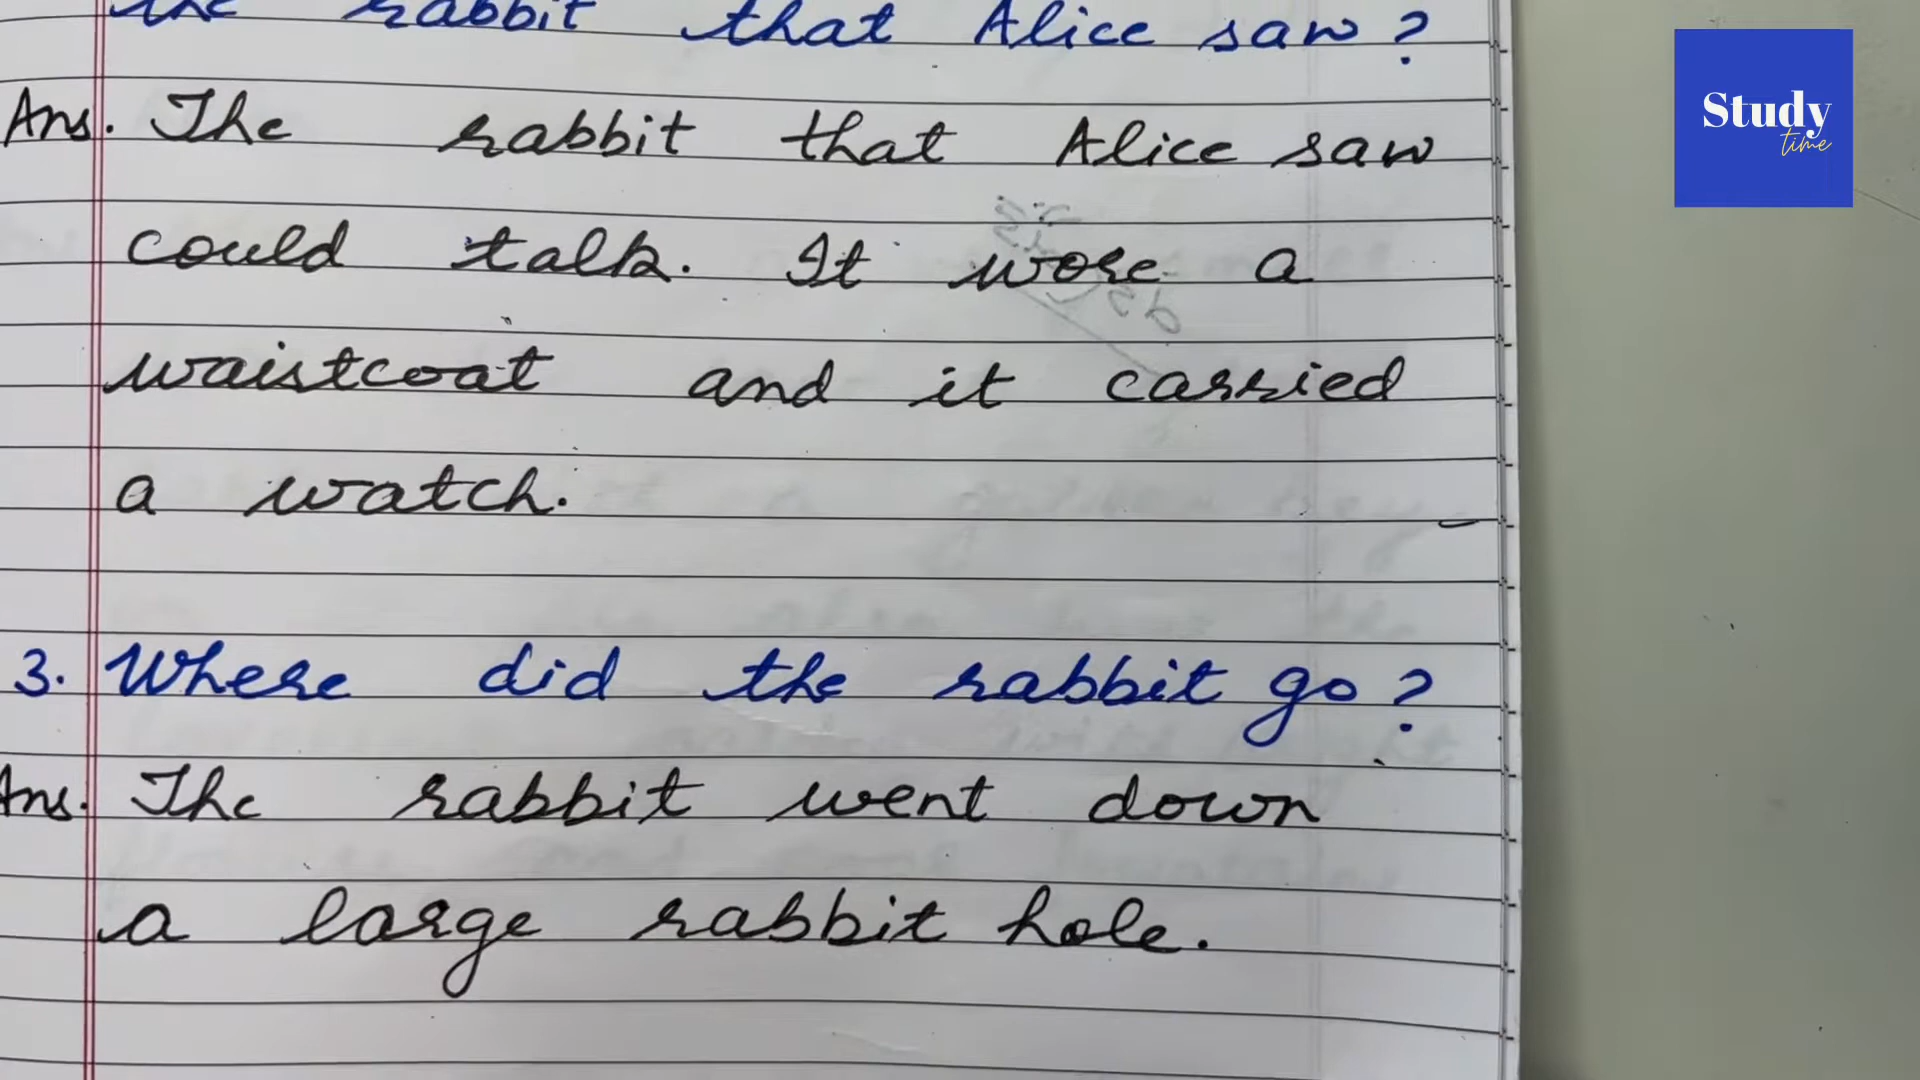 the rabbit that Alice saw?
Ans. The rabbit that Alice saw
could talk. It wore a
waistcoat and it carried
a watch.
3. Where did the rabbit go?
Ans. The rabbit went down
a large rabbit hole.
Study
time